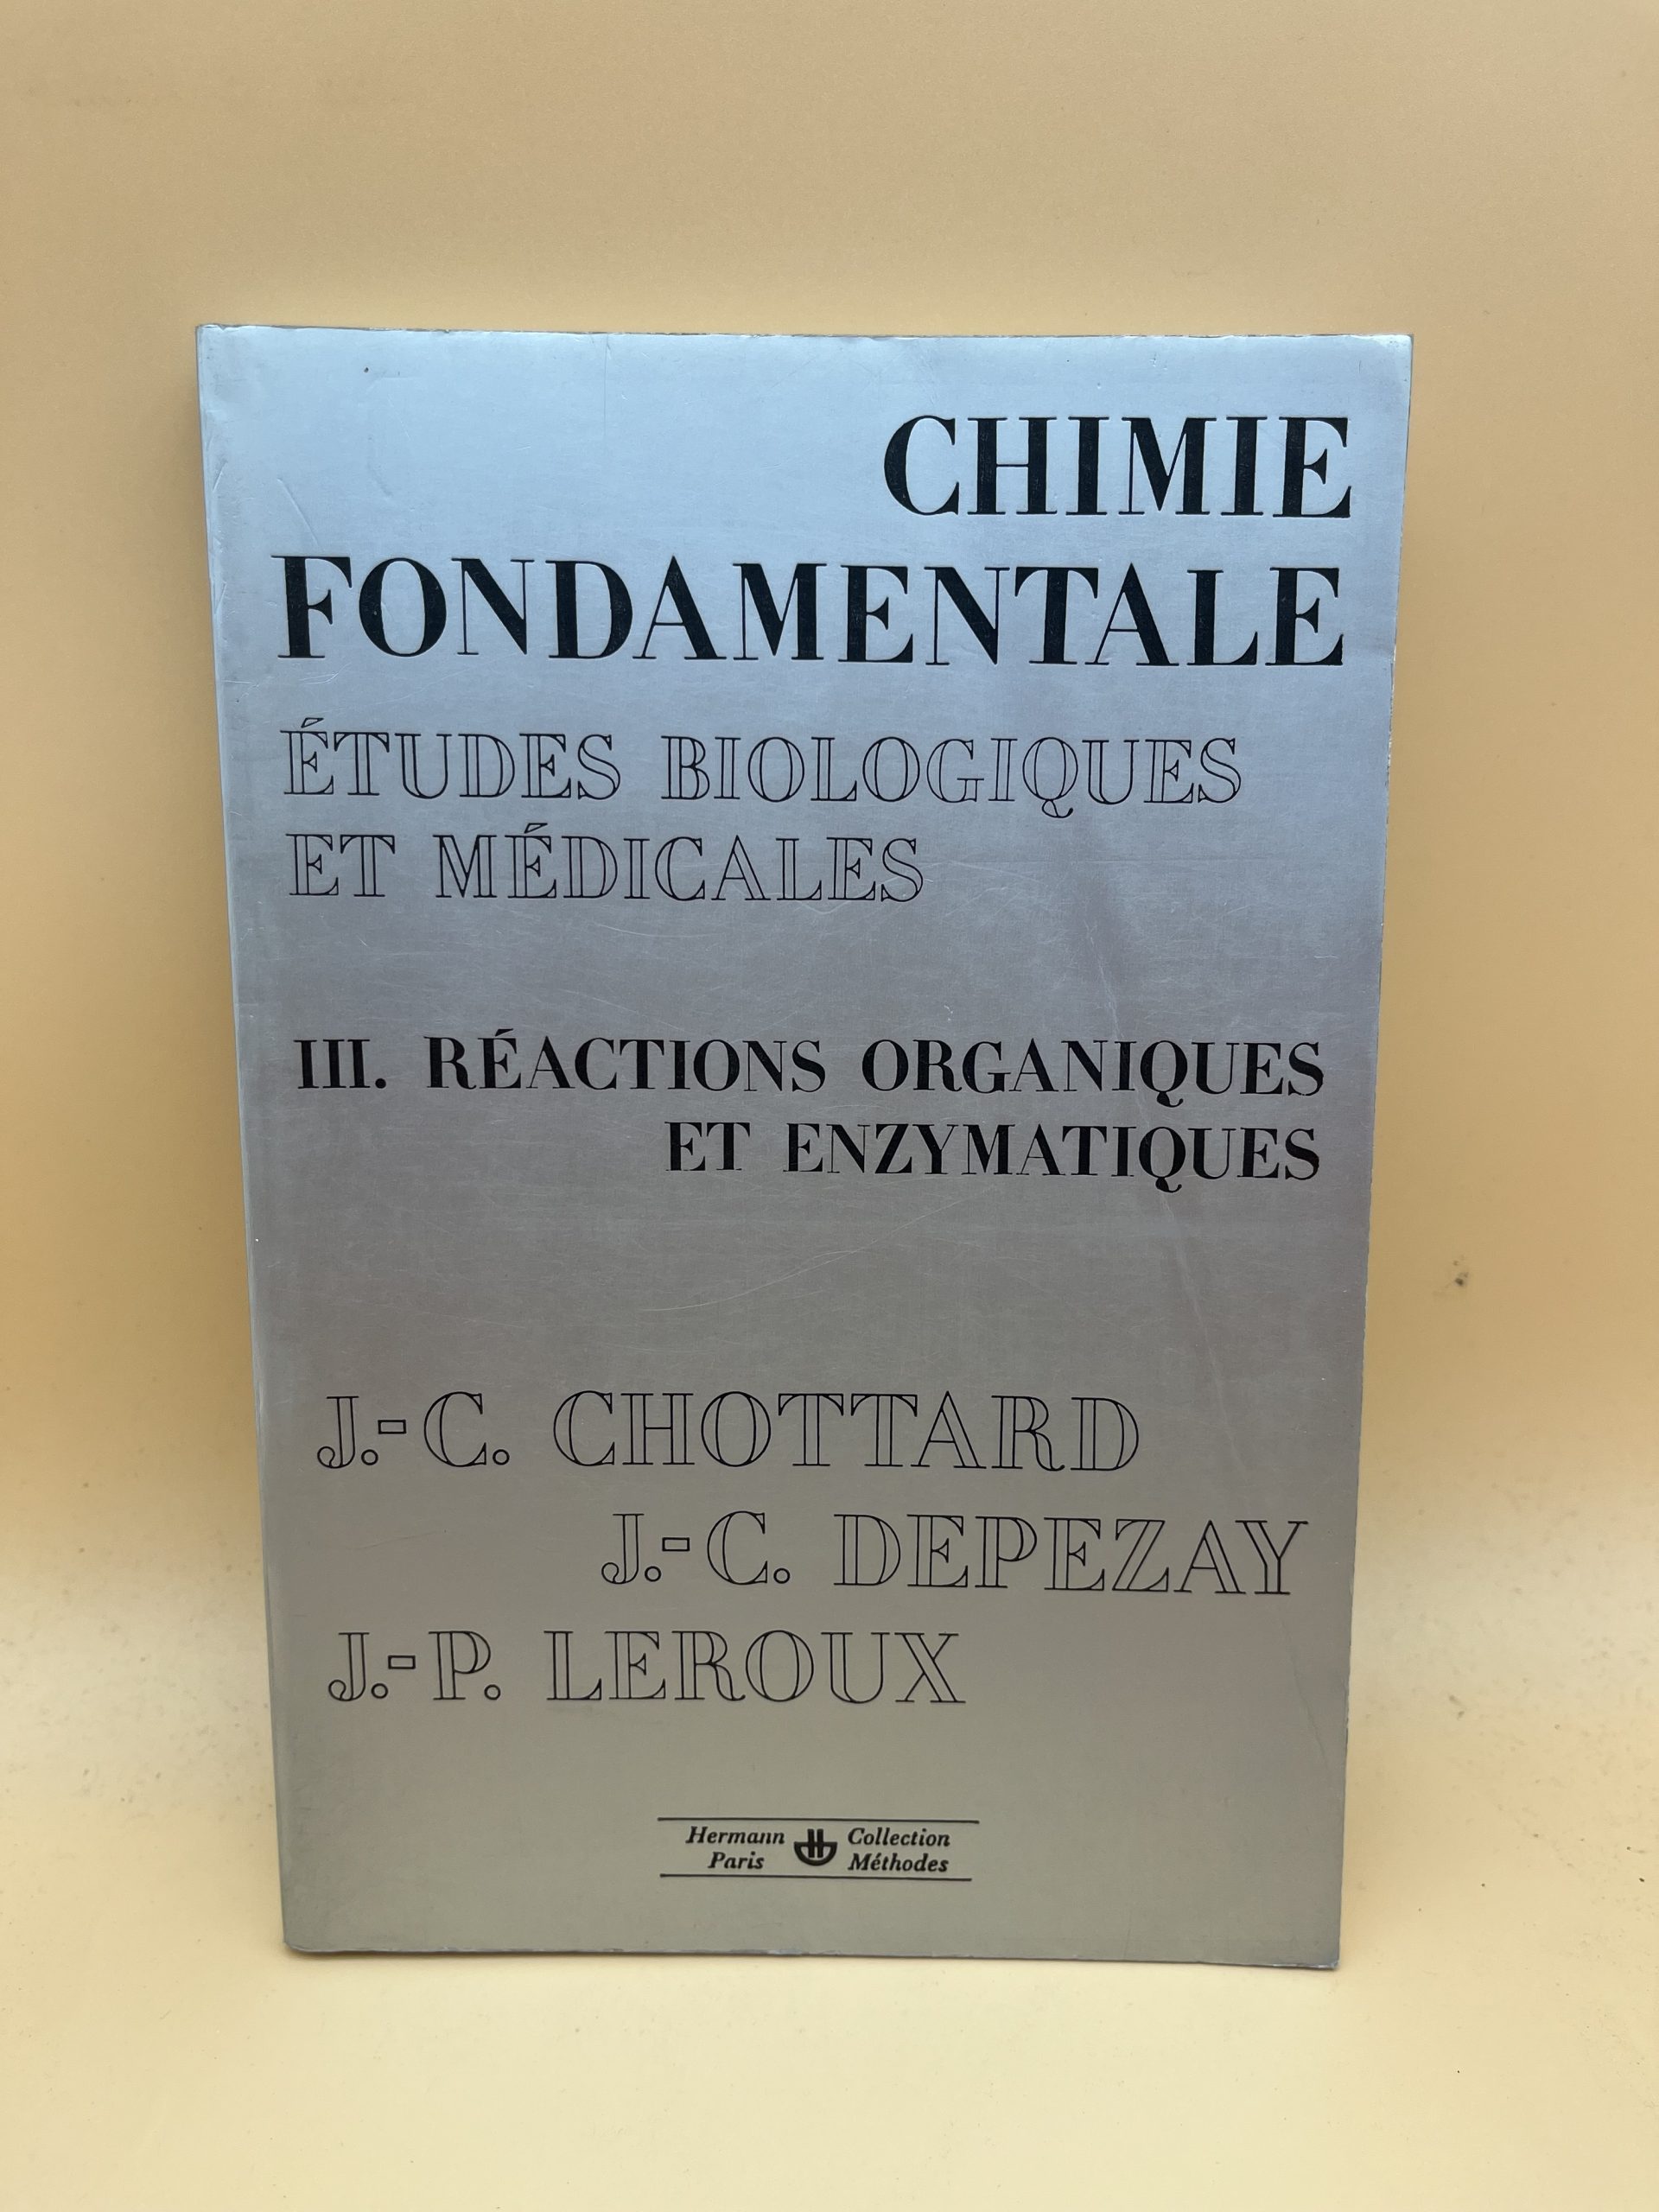 CHIMIE
FONDAMENTALE
ÉTUDES BIOLOGIQUES
ET MÉDICALES
III. RÉACTIONS ORGANIQUES
ET ENZYMATIQUES
J.-C. CHOTTARD
J.-C. DEPEZAY
J.-P. LEROUX
Hermann
Paris
Collection
Méthodes